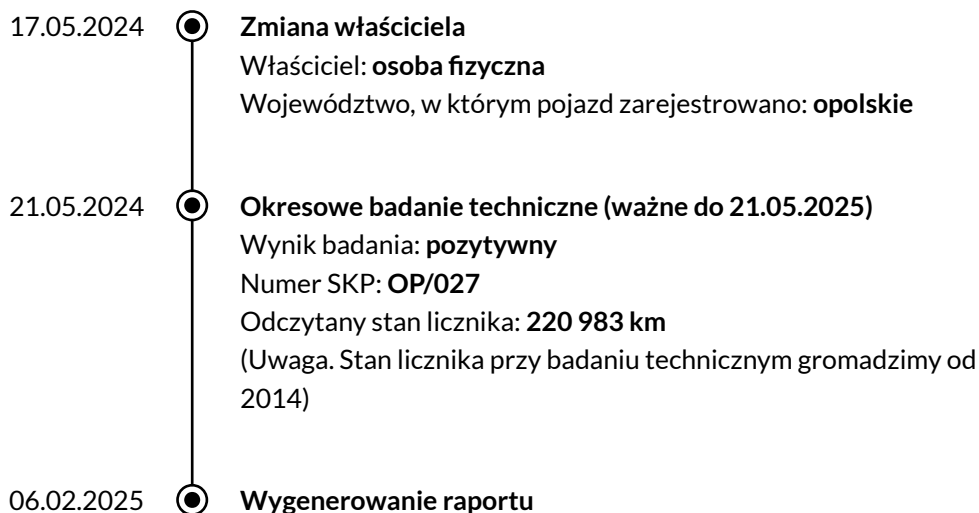 17.05.2024 Zmiana właściciela
Właściciel: osoba fizyczna
Województwo, w którym pojazd zarejestrowano: opolskie
21.05.2024 Okresowe badanie techniczne (ważne do 21.05.2025)
Wynik badania: pozytywny
Numer SKP: OP/027
Odczytany stan licznika: 220 983 km
(Uwaga. Stan licznika przy badaniu technicznym gromadzimy od
2014)
06.02.2025 Wygenerowanie raportu